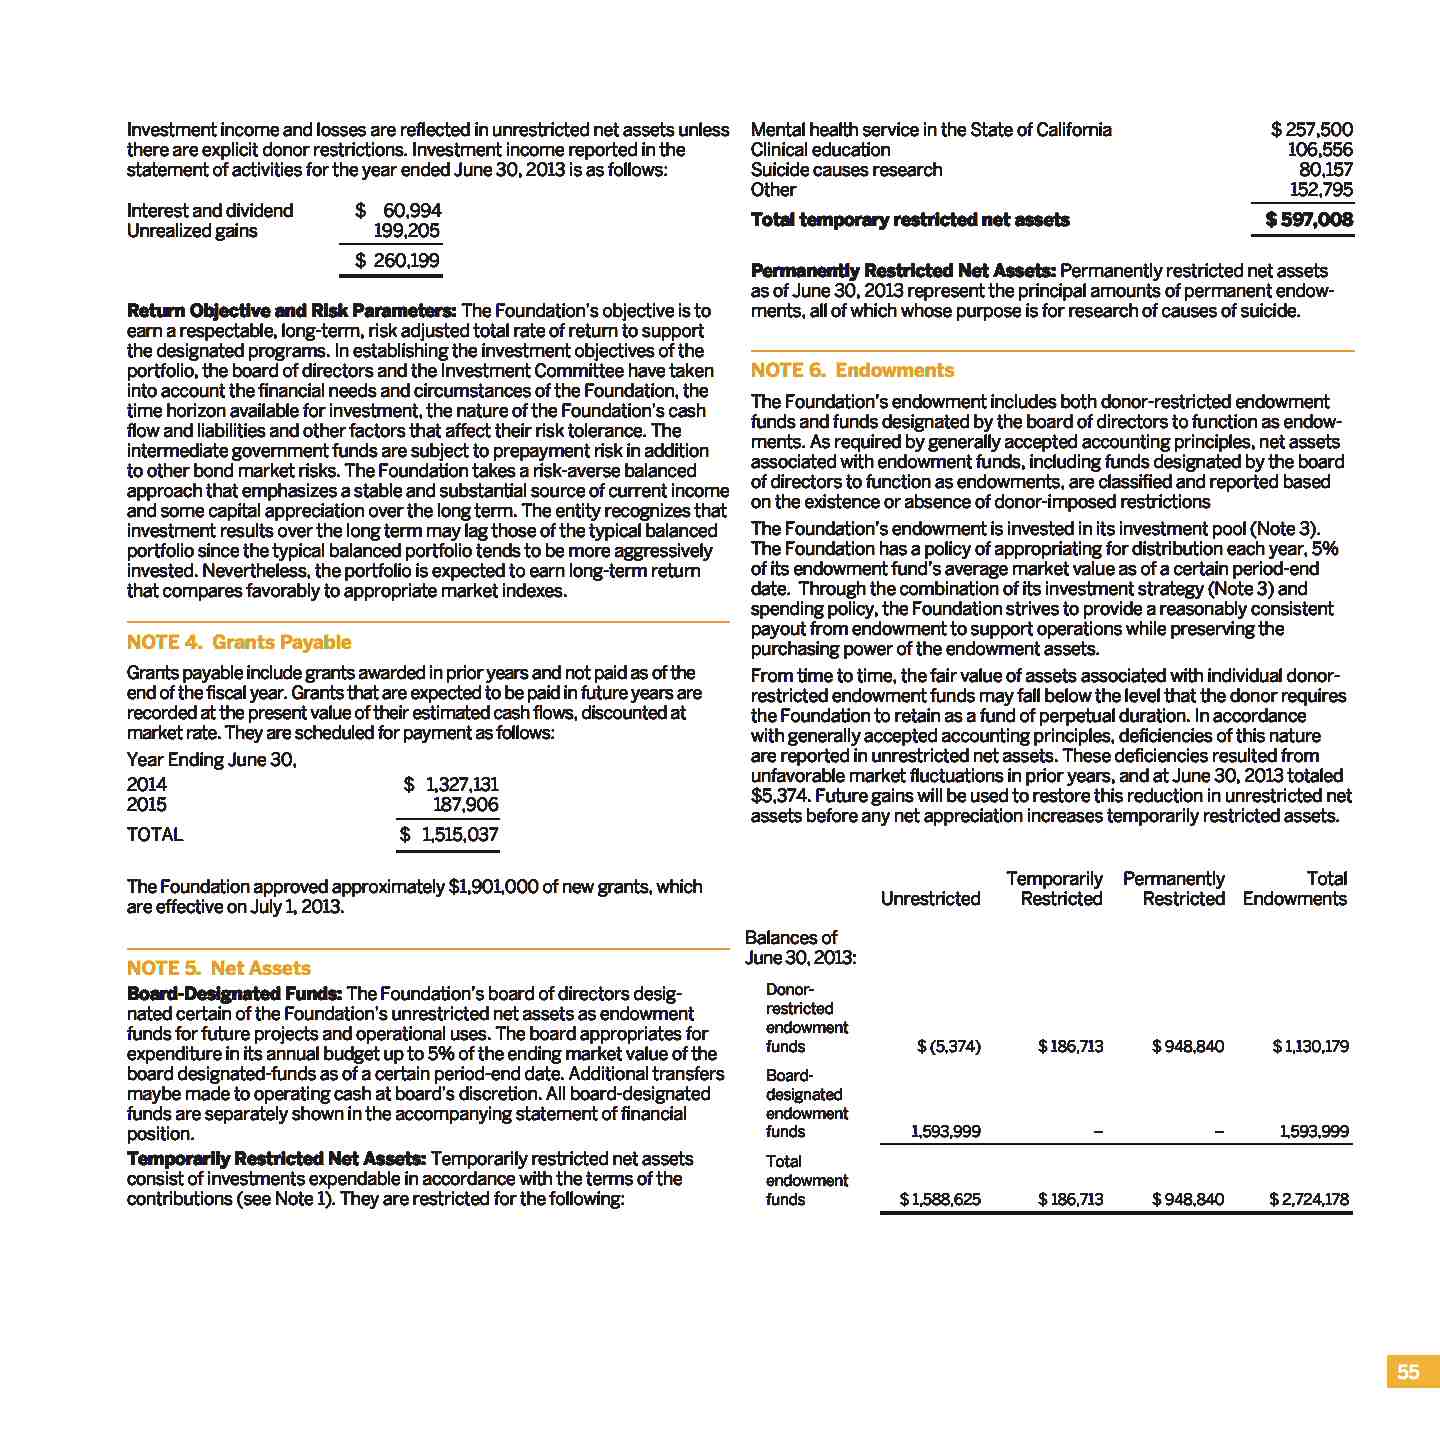 Investment income and losses are reflected in unrestricted net assets unless
there are explicit donor restrictions. Investment income reported in the
statement of activities for the year ended June 30, 2013 is as follows:
Interest and dividend $ 60,994
Unrealized gains 199,205
$ 260,199
Return Objective and Risk Parameters: The Foundation's objective is to
earn a respectable, long-term, risk adjusted total rate of return to support
the designated programs. In establishing the investment objectives of the
portfolio, the board of directors and the Investment Committee have taken
into account the financial needs and circumstances of the Foundation, the
time horizon available for investment, the nature of the Foundation's cash
flow and liabilities and other factors that affect their risk tolerance. The
intermediate government funds are subject to prepayment risk in addition
to other bond market risks. The Foundation takes a risk-averse balanced
approach that emphasizes a stable and substantial source of current income
and some capital appreciation over the long term. The entity recognizes that
investment results over the long term may lag those of the typical balanced
portfolio since the typical balanced portfolio tends to be more aggressively
invested. Nevertheless, the portfolio is expected to earn long-term return
that compares favorably to appropriate market indexes.
NOTE 4. Grants Payable
Grants payable include grants awarded in prior years and not paid as of the
end of the fiscal year. Grants that are expected to be paid in future years are
recorded at the present value of their estimated cash flows, discounted at
market rate. They are scheduled for payment as follows:
Year Ending June 30,
2014 $ 1,327,131
2015 187,906
TOTAL $ 1,515,037
The Foundation approved approximately $1,901,000 of new grants, which
are effective on July 1, 2013.
NOTE 5. Net Assets
Board-Designated Funds: The Foundation's board of directors desig-
nated certain of the Foundation's unrestricted net assets as endowment
funds for future projects and operational uses. The board appropriates for
expenditure in its annual budget up to 5% of the ending market value of the
board designated-funds as of a certain period-end date. Additional transfers
maybe made to operating cash at board's discretion. All board-designated
funds are separately shown in the accompanying statement of financial
position.
Temporarily Restricted Net Assets: Temporarily restricted net assets
consist of investments expendable in accordance with the terms of the
contributions (see Note 1). They are restricted for the following:
Mental health service in the State of California $ 257,500
Clinical education 106,556
Suicide causes research 80,157
Other 152,795
Total temporary restricted net assets $ 597,008
Permanently Restricted Net Assets: Permanently restricted net assets
as of June 30, 2013 represent the principal amounts of permanent endow-
ments, all of which whose purpose is for research of causes of suicide.
NOTE 6. Endowments
The Foundation's endowment includes both donor-restricted endowment
funds and funds designated by the board of directors to function as endow-
ments. As required by generally accepted accounting principles, net assets
associated with endowment funds, including funds designated by the board
of directors to function as endowments, are classified and reported based
on the existence or absence of donor-imposed restrictions
The Foundation's endowment is invested in its investment pool (Note 3).
The Foundation has a policy of appropriating for distribution each year, 5%
of its endowment fund's average market value as of a certain period-end
date. Through the combination of its investment strategy (Note 3) and
spending policy, the Foundation strives to provide a reasonably consistent
payout from endowment to support operations while preserving the
purchasing power of the endowment assets.
From time to time, the fair value of assets associated with individual donor-
restricted endowment funds may fall below the level that the donor requires
the Foundation to retain as a fund of perpetual duration. In accordance
with generally accepted accounting principles, deficiencies of this nature
are reported in unrestricted net assets. These deficiencies resulted from
unfavorable market fluctuations in prior years, and at June 30, 2013 totaled
$5,374. Future gains will be used to restore this reduction in unrestricted net
assets before any net appreciation increases temporarily restricted assets.
Temporarily Permanently Total
Unrestricted Restricted Restricted Endowments
Balances of
June 30, 2013:
Donor-
restricted
endowment
funds $ (5,374) $ 186,713 $ 948,840 $ 1,130,179
Board-
designated
endowment
funds 1,593,999 – – 1,593,999
Total
endowment
funds $ 1,588,625 $ 186,713 $ 948,840 $ 2,724,178
55